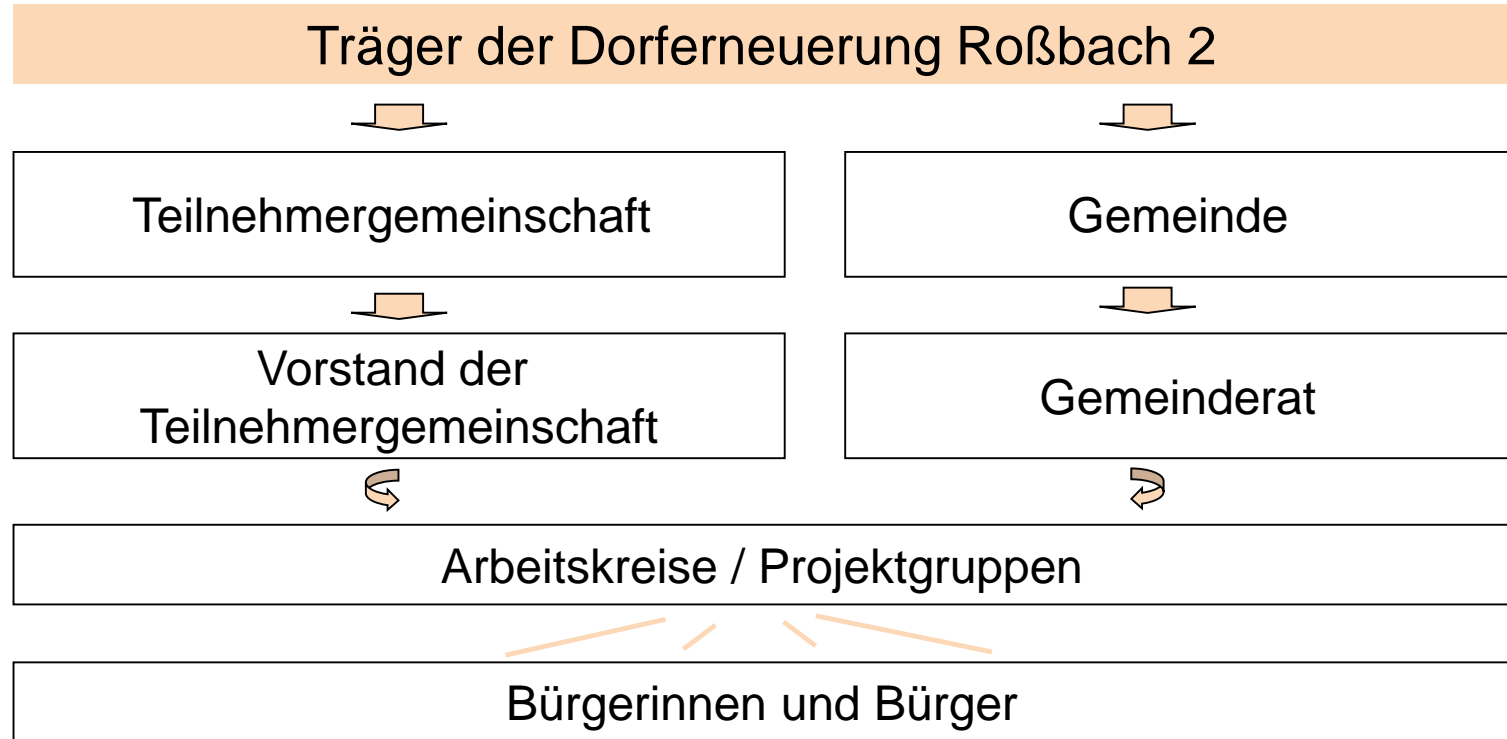 Träger der Dorferneuerung Roßbach 2
Teilnehmergemeinschaft
Gemeinde
Vorstand der
Teilnehmergemeinschaft
Gemeinderat
Arbeitskreise / Projektgruppen
Bürgerinnen und Bürger